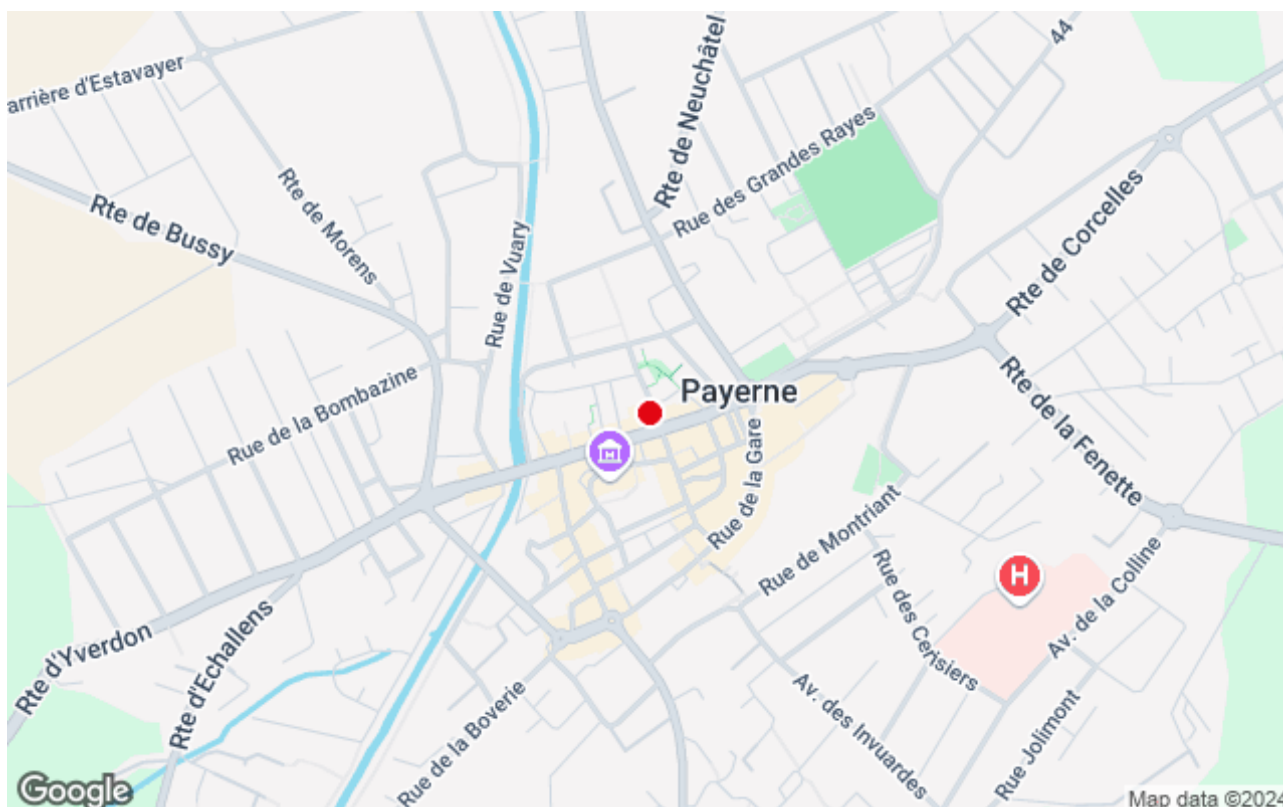 arrière d'Estavayer
Rte de Neuchâtel
44
Rue des Grandes Rayes
Rte de Morens
Rte de Bussy
Rue de Vuary
Rte de Corcelles
Rue de la Bombazine
Payerne
Rte de la Fenette
Rue de la Gare
M
Rue de Montriant
H
Rue des Cerisiers
Av. de la Colline
Rte d'Yverdon
Rte d'Echallens
Rue de la Boverie
Av. des Invuardes
Rue Jolimont
Google
Map data ©2024